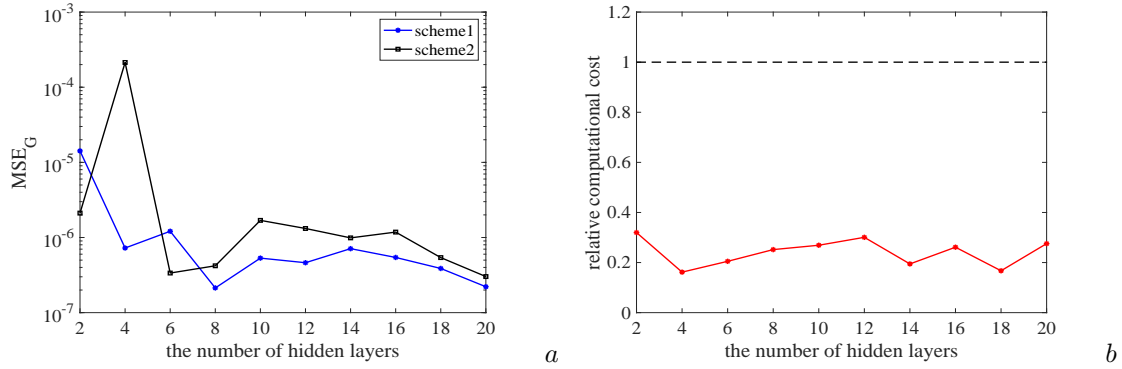 10^-3
10^-4
10^-5
10^-6
10^-7
MSE_G
2 4 6 8 10 12 14 16 18 20
the number of hidden layers
scheme1
scheme2
a
1.2
1
0.8
0.6
0.4
0.2
0
relative computational cost
2 4 6 8 10 12 14 16 18 20
the number of hidden layers
b